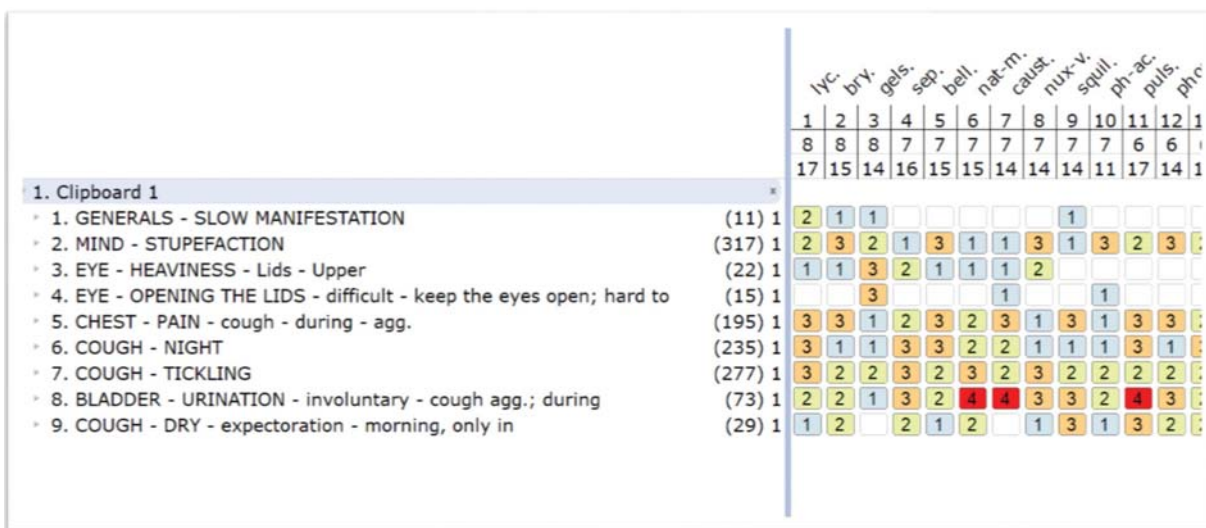 lyc. bry. gels. sep. bell. nat-m. caust. nux-v. squil. ph-ac. puls.
1 2 3 4 5 6 7 8 9 10 11 12
8 8 8 7 7 7 7 7 7 7 6 6
17 15 14 16 15 15 14 14 14 11 17 14
1. Clipboard 1 x
1. GENERALS - SLOW MANIFESTATION (11) 1 2 1 1 1
2. MIND - STUPEFACTION (317) 1 2 3 2 1 3 1 1 3 1 3 2 3
3. EYE - HEAVINESS - Lids - Upper (22) 1 1 1 3 2 1 1 1 2
4. EYE - OPENING THE LIDS - difficult - keep the eyes open; hard to (15) 1 3 1 1
5. CHEST - PAIN - cough - during - agg. (195) 1 3 3 1 2 3 2 3 1 3 1 3 3
6. COUGH - NIGHT (235) 1 3 1 1 3 3 2 2 1 1 1 3 1
7. COUGH - TICKLING (277) 1 3 2 2 3 2 3 2 3 2 2 2 2
8. BLADDER - URINATION - involuntary - cough agg.; during (73) 1 2 2 1 3 2 4 4 3 3 2 4 3
9. COUGH - DRY - expectoration - morning, only in (29) 1 1 2 2 1 2 1 3 1 3 2